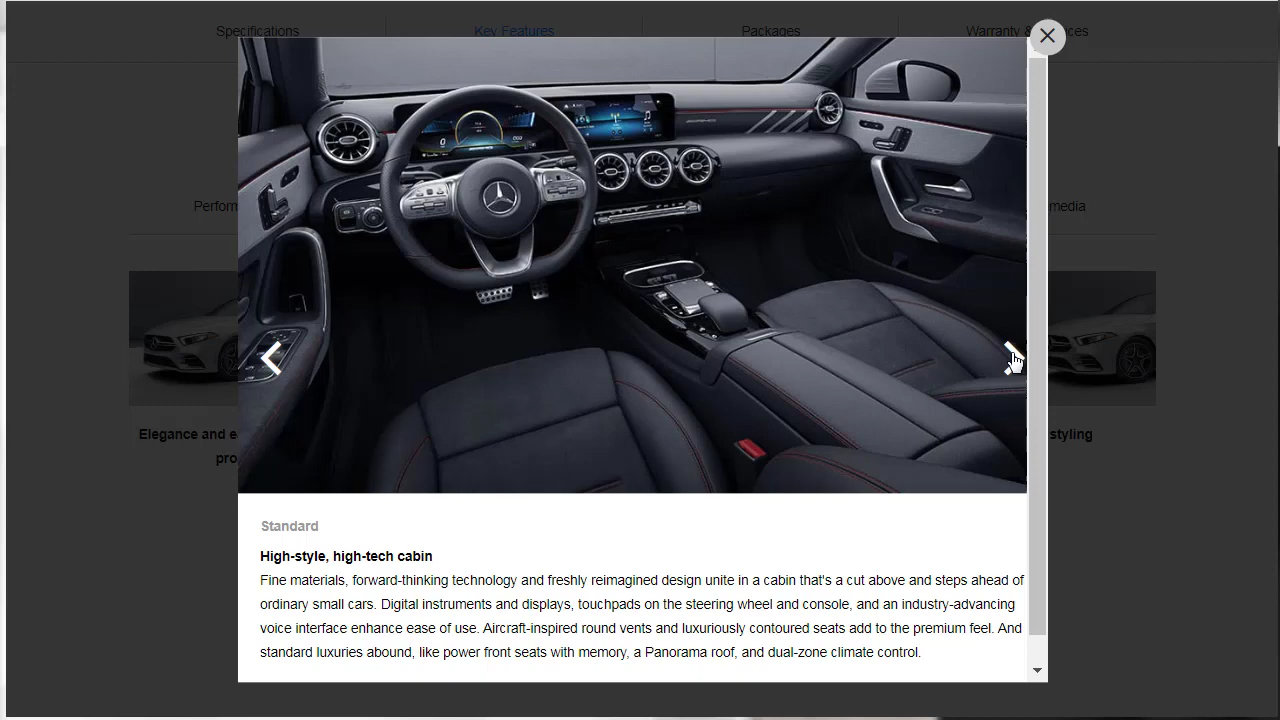 Specifications
Key Features
Packages
Warranty
ces
Perform
media
Elegance and e
pro
styling
Standard
High-style, high-tech cabin
Fine materials, forward-thinking technology and freshly reimagined design unite in a cabin that's a cut above and steps ahead of
ordinary small cars. Digital instruments and displays, touchpads on the steering wheel and console, and an industry-advancing
voice interface enhance ease of use. Aircraft-inspired round vents and luxuriously contoured seats add to the premium feel. And
standard luxuries abound, like power front seats with memory, a Panorama roof, and dual-zone climate control.